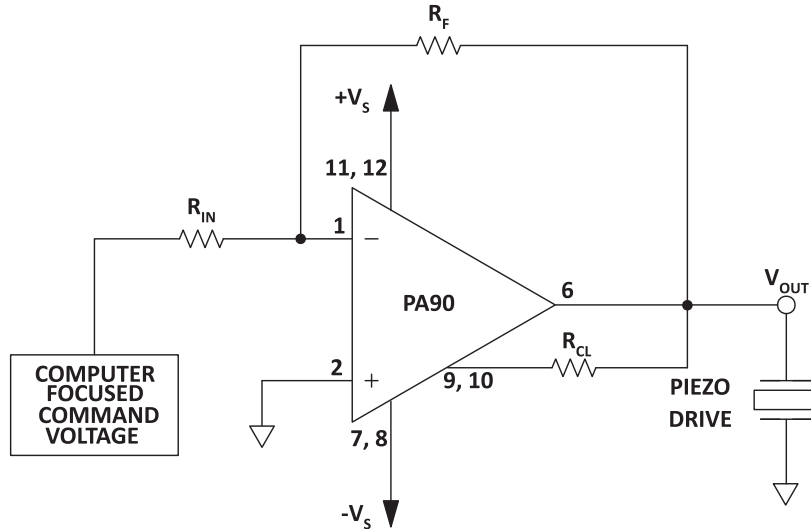 R_F
+V_S
11, 12
R_IN
1
−
PA90
6
V_OUT
R_CL
2
+
9, 10
COMPUTER
FOCUSED
COMMAND
VOLTAGE
PIEZO
DRIVE
7, 8
-V_S